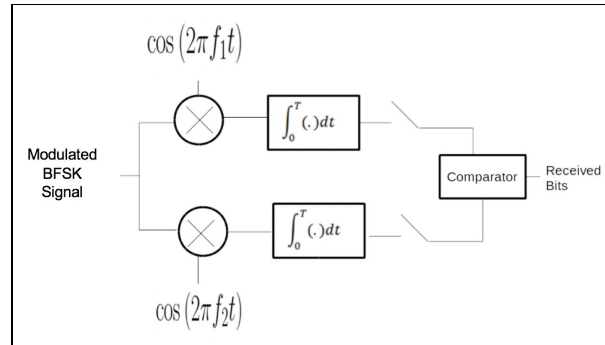 cos (2πf₁t)
∫₀ᵀ(.)dt
Modulated
BFSK
Signal
Comparator
Received
Bits
∫₀ᵀ(.)dt
cos (2πf₂t)